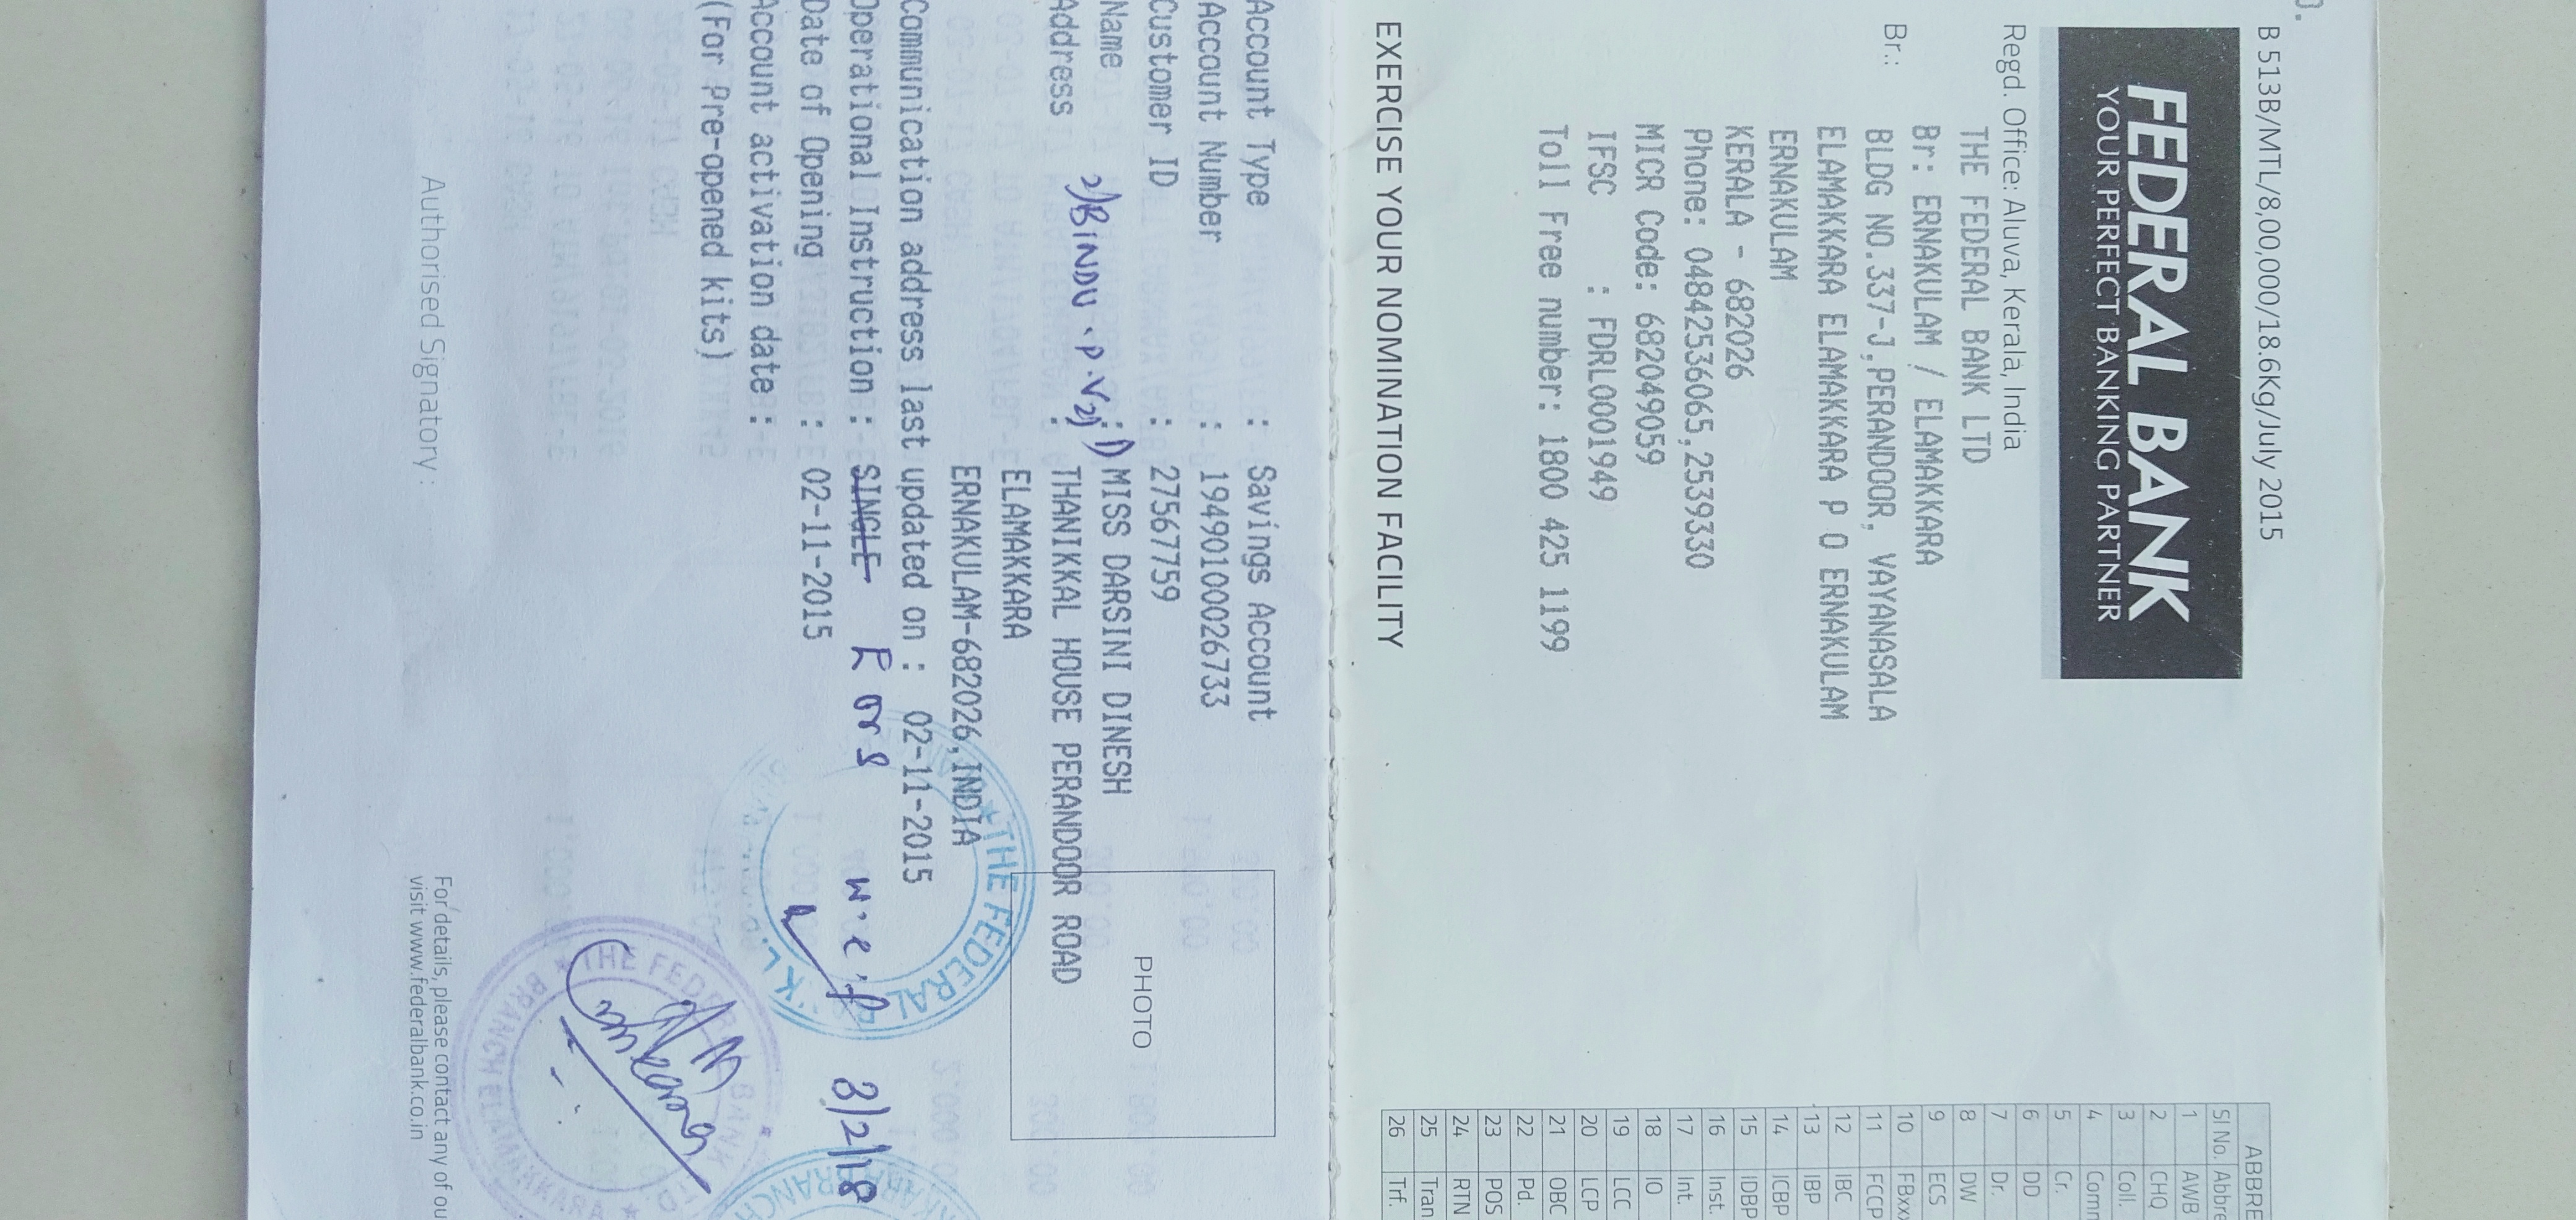 B 513B/MTL/8,00,000/18.6Kg/July 2015
FEDERAL BANK
YOUR PERFECT BANKING PARTNER
Regd. Office: Aluva, Kerala, India
THE FEDERAL BANK LTD
Br: ERNAKULAM / ELAMAKKARA
Br.:
BLDG NO.337-J,PERANDOOR, VAYANASALA
ELAMAKKARA ELAMAKKARA P O ERNAKULAM
ERNAKULAM
KERALA - 682026
Phone: 04842536065,2539330
MICR Code: 682049059
IFSC : FDRL0001949
Toll Free number: 1800 425 1199
EXERCISE YOUR NOMINATION FACILITY
ABBRE
Sl No. Abbre
1 AWB
2 CHQ
3 Coll.
4 Comm
5 Cr.
6 DD
7 Dr.
8 DW
9 ECS
10 FBxxx
11 FCCP
12 IBC
13 IBP
14 ICBP
15 IDBP
16 Inst.
17 Int.
18 IO
19 LCC
20 LCP
21 OBC
22 Pd.
23 POS
24 RTN
25 Tran
26 Trf.
Account Type : Savings Account
Account Number : 19490100026733
Customer ID : 27567759
Name : 1) MISS DARSINI DINESH
2) BINDU . P . V 2)
Address : THANIKKAL HOUSE PERANDOOR ROAD
ELAMAKKARA
ERNAKULAM-682026,INDIA
PHOTO
Communication address last updated on : 02-11-2015
Operational Instruction : SINGLE E or S w.e.f 3/2/18
Date of Opening : 02-11-2015
Account activation date :
(For Pre-opened kits)
THE FEDERAL BANK L
THE FEDERAL BANK LTD.
BRANCH ELAMAKKARA
Authorised Signatory :
For details, please contact any of ou
visit www.federalbank.co.in